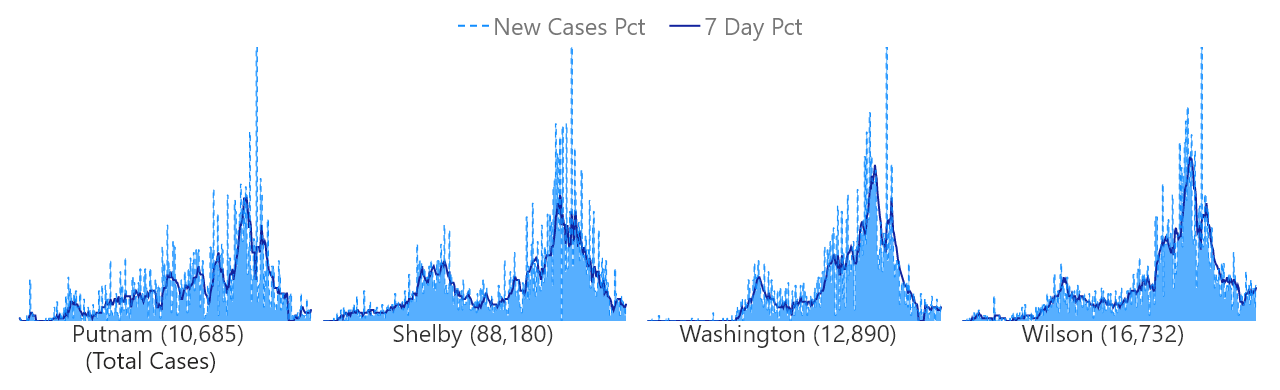 New Cases Pct 7 Day Pct
Putnam (10,685) Shelby (88,180) Washington (12,890) Wilson (16,732)
(Total Cases)